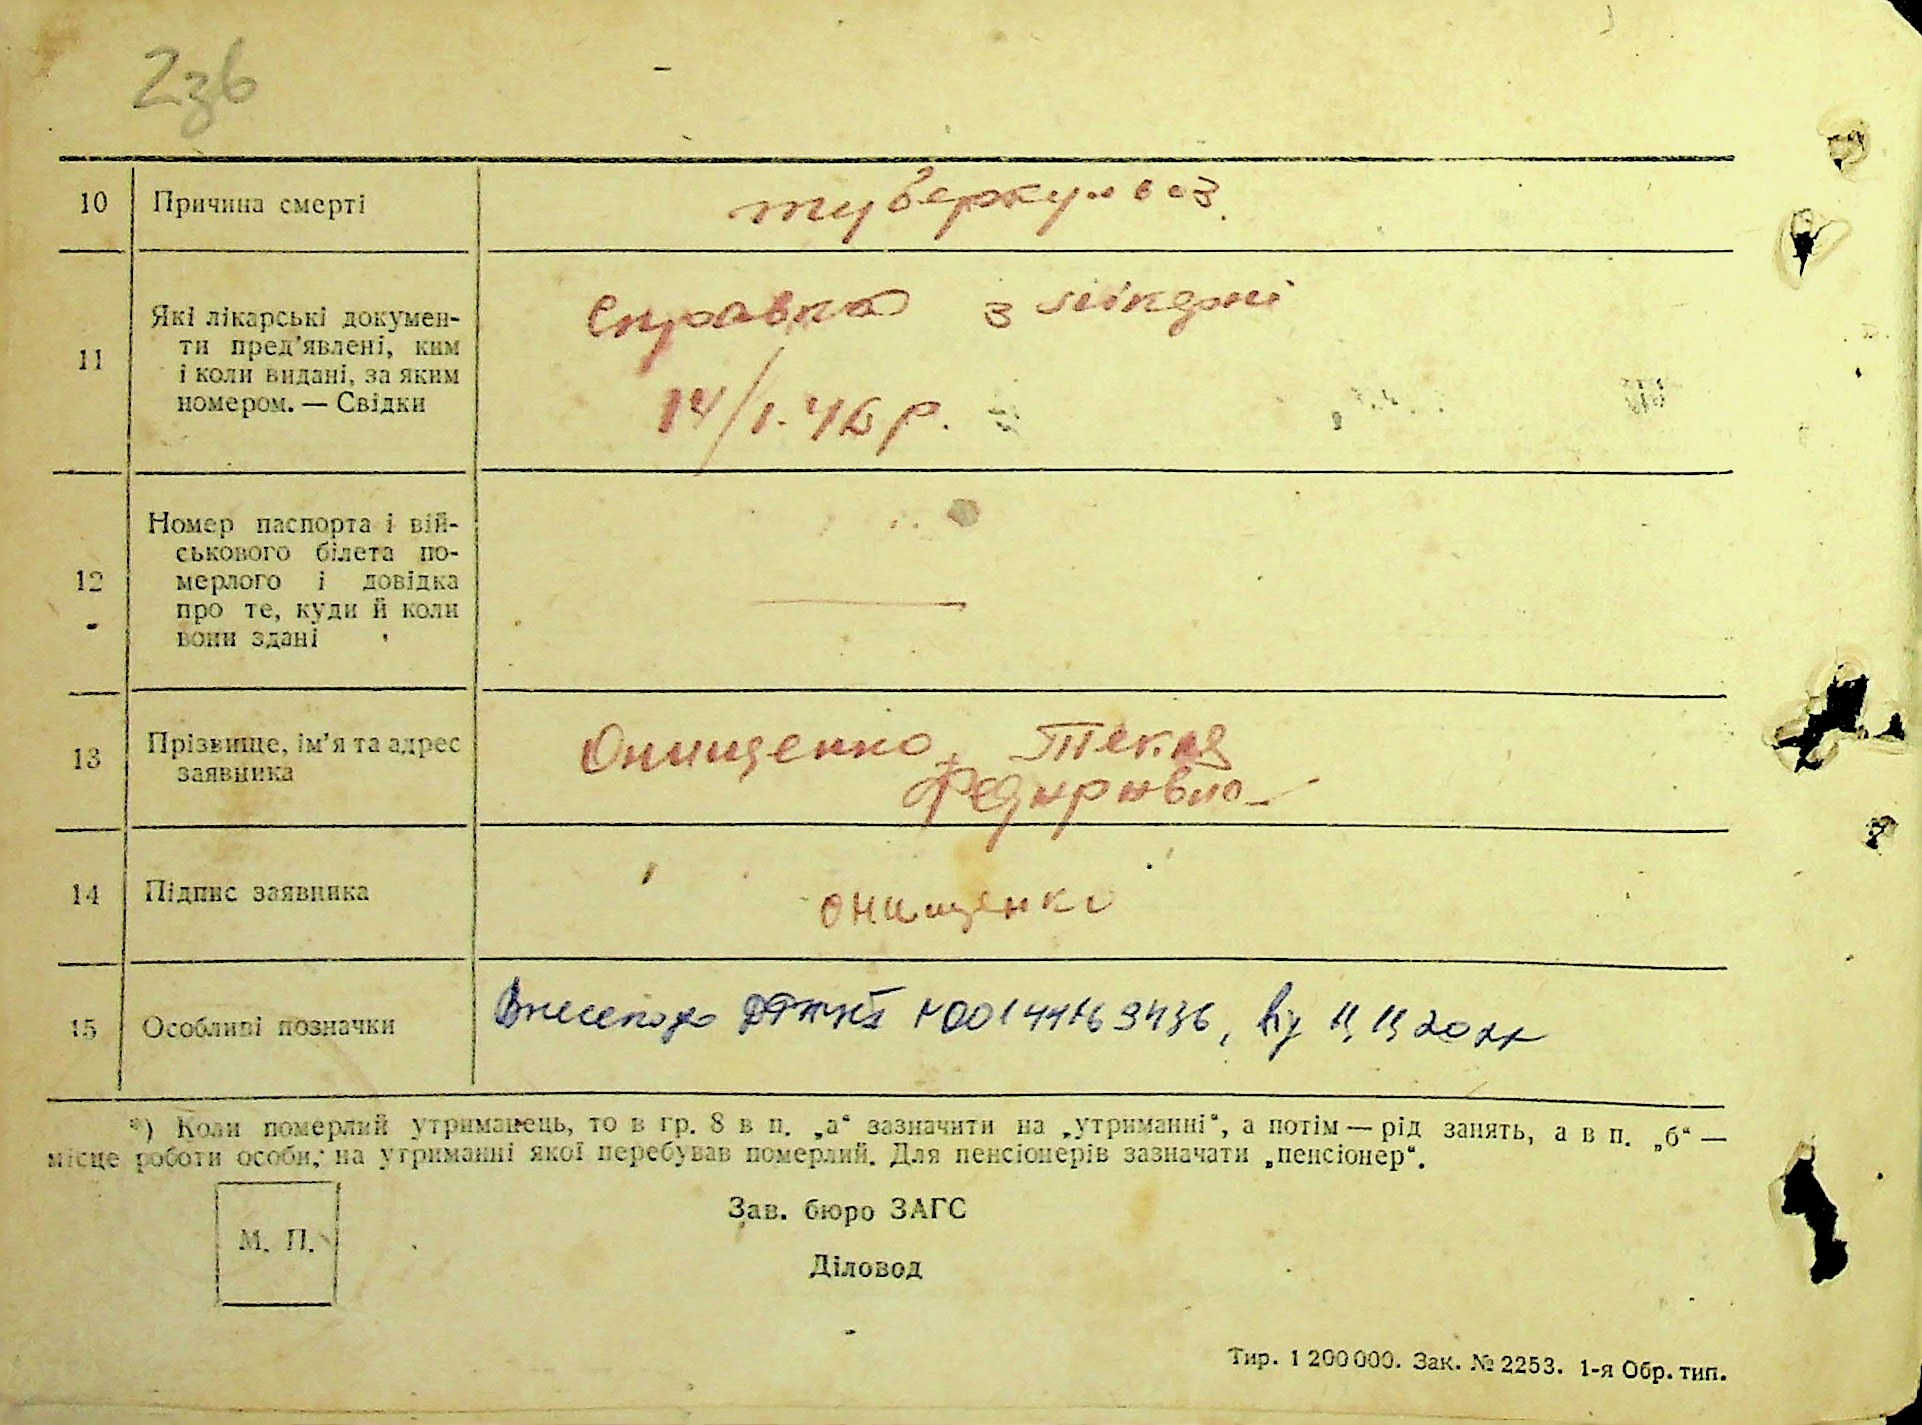 236
10 Причина смерті туберкульоз
11 Які лікарські докумен-
ти пред'явлені, ким
і коли видані, за яким
номером. — Свідки
Справка з лікарні
14/1.46 р.
12 Номер паспорта і вій-
ськового білета по-
мерлого і довідка
про те, куди й коли
вони здані
13 Прізвище, ім'я та адрес
заявника
Онищенко Текля
14 Підпис заявника Онищенко
15 Особливі позначки
*) Коли померлий утриманець, то в гр. 8 в п. „а“ зазначити на „утриманні“, а потім — рід занять, а в п. „б“ —
місце роботи особи, на утриманні якої перебував померлий. Для пенсіонерів зазначати „пенсіонер“.
Зав. бюро ЗАГС
М. П.
Діловод
Тир. 1 200 000. Зак. № 2253. 1-я Обр. тип.